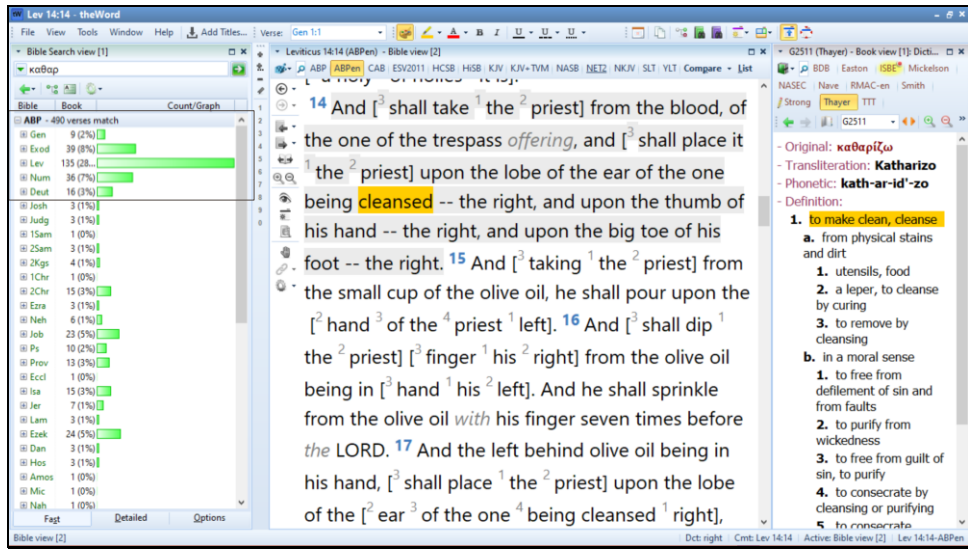 Lev 14:14 - theWord
File View Tools Window Help Add Titles... Verse: Gen 1:1
Bible Search view [1]
καθαρ
Bible Book Count/Graph
ABP - 490 verses match
Gen 9 (2%)
Exod 39 (8%)
Lev 135 (28...
Num 36 (7%)
Deut 16 (3%)
Josh 3 (1%)
Judg 3 (1%)
1Sam 1 (0%)
2Sam 3 (1%)
2Kgs 4 (1%)
1Chr 1 (0%)
2Chr 15 (3%)
Ezra 3 (1%)
Neh 6 (1%)
Job 23 (5%)
Ps 10 (2%)
Prov 13 (3%)
Eccl 1 (0%)
Isa 15 (3%)
Jer 7 (1%)
Lam 3 (1%)
Ezek 24 (5%)
Dan 3 (1%)
Hos 3 (1%)
Amos 1 (0%)
Mic 1 (0%)
Nah 1 (0%)
Fast Detailed Options
Leviticus 14:14 (ABPen) - Bible view [2]
ABP ABPen CAB ESV2011 HCSB HiSB KJV KJV+TVM NASB NETZ NKJV SLT YLT Compare List
[ a holy of holies it is].
14 And [3 shall take 1 the 2 priest] from the blood, of
the one of the trespass offering, and [3 shall place it
1 the 2 priest] upon the lobe of the ear of the one
being cleansed -- the right, and upon the thumb of
his hand -- the right, and upon the big toe of his
foot -- the right. 15 And [3 taking 1 the 2 priest] from
the small cup of the olive oil, he shall pour upon the
[2 hand 3 of the 4 priest 1 left]. 16 And [3 shall dip 1
the 2 priest] [3 finger 1 his 2 right] from the olive oil
being in [3 hand 1 his 2 left]. And he shall sprinkle
from the olive oil with his finger seven times before
the LORD. 17 And the left behind olive oil being in
his hand, [3 shall place 1 the 2 priest] upon the lobe
of the [2 ear 3 of the one 4 being cleansed 1 right],
G2511 (Thayer) - Book view [1]: Dicti...
BDB Easton ISBE Mickelson
NASEC Nave RMAC-en Smith
Strong Thayer TTT
G2511
- Original: καθαρίζω
- Transliteration: Katharizo
- Phonetic: kath-ar-id'-zo
- Definition:
1. to make clean, cleanse
a. from physical stains
and dirt
1. utensils, food
2. a leper, to cleanse
by curing
3. to remove by
cleansing
b. in a moral sense
1. to free from
defilement of sin and
from faults
2. to purify from
wickedness
3. to free from guilt of
sin, to purify
4. to consecrate by
cleansing or purifying
5. to consecrate
Bible view [2] Dct: right Cmt: Lev 14:14 Active: Bible view [2] Lev 14:14-ABPen